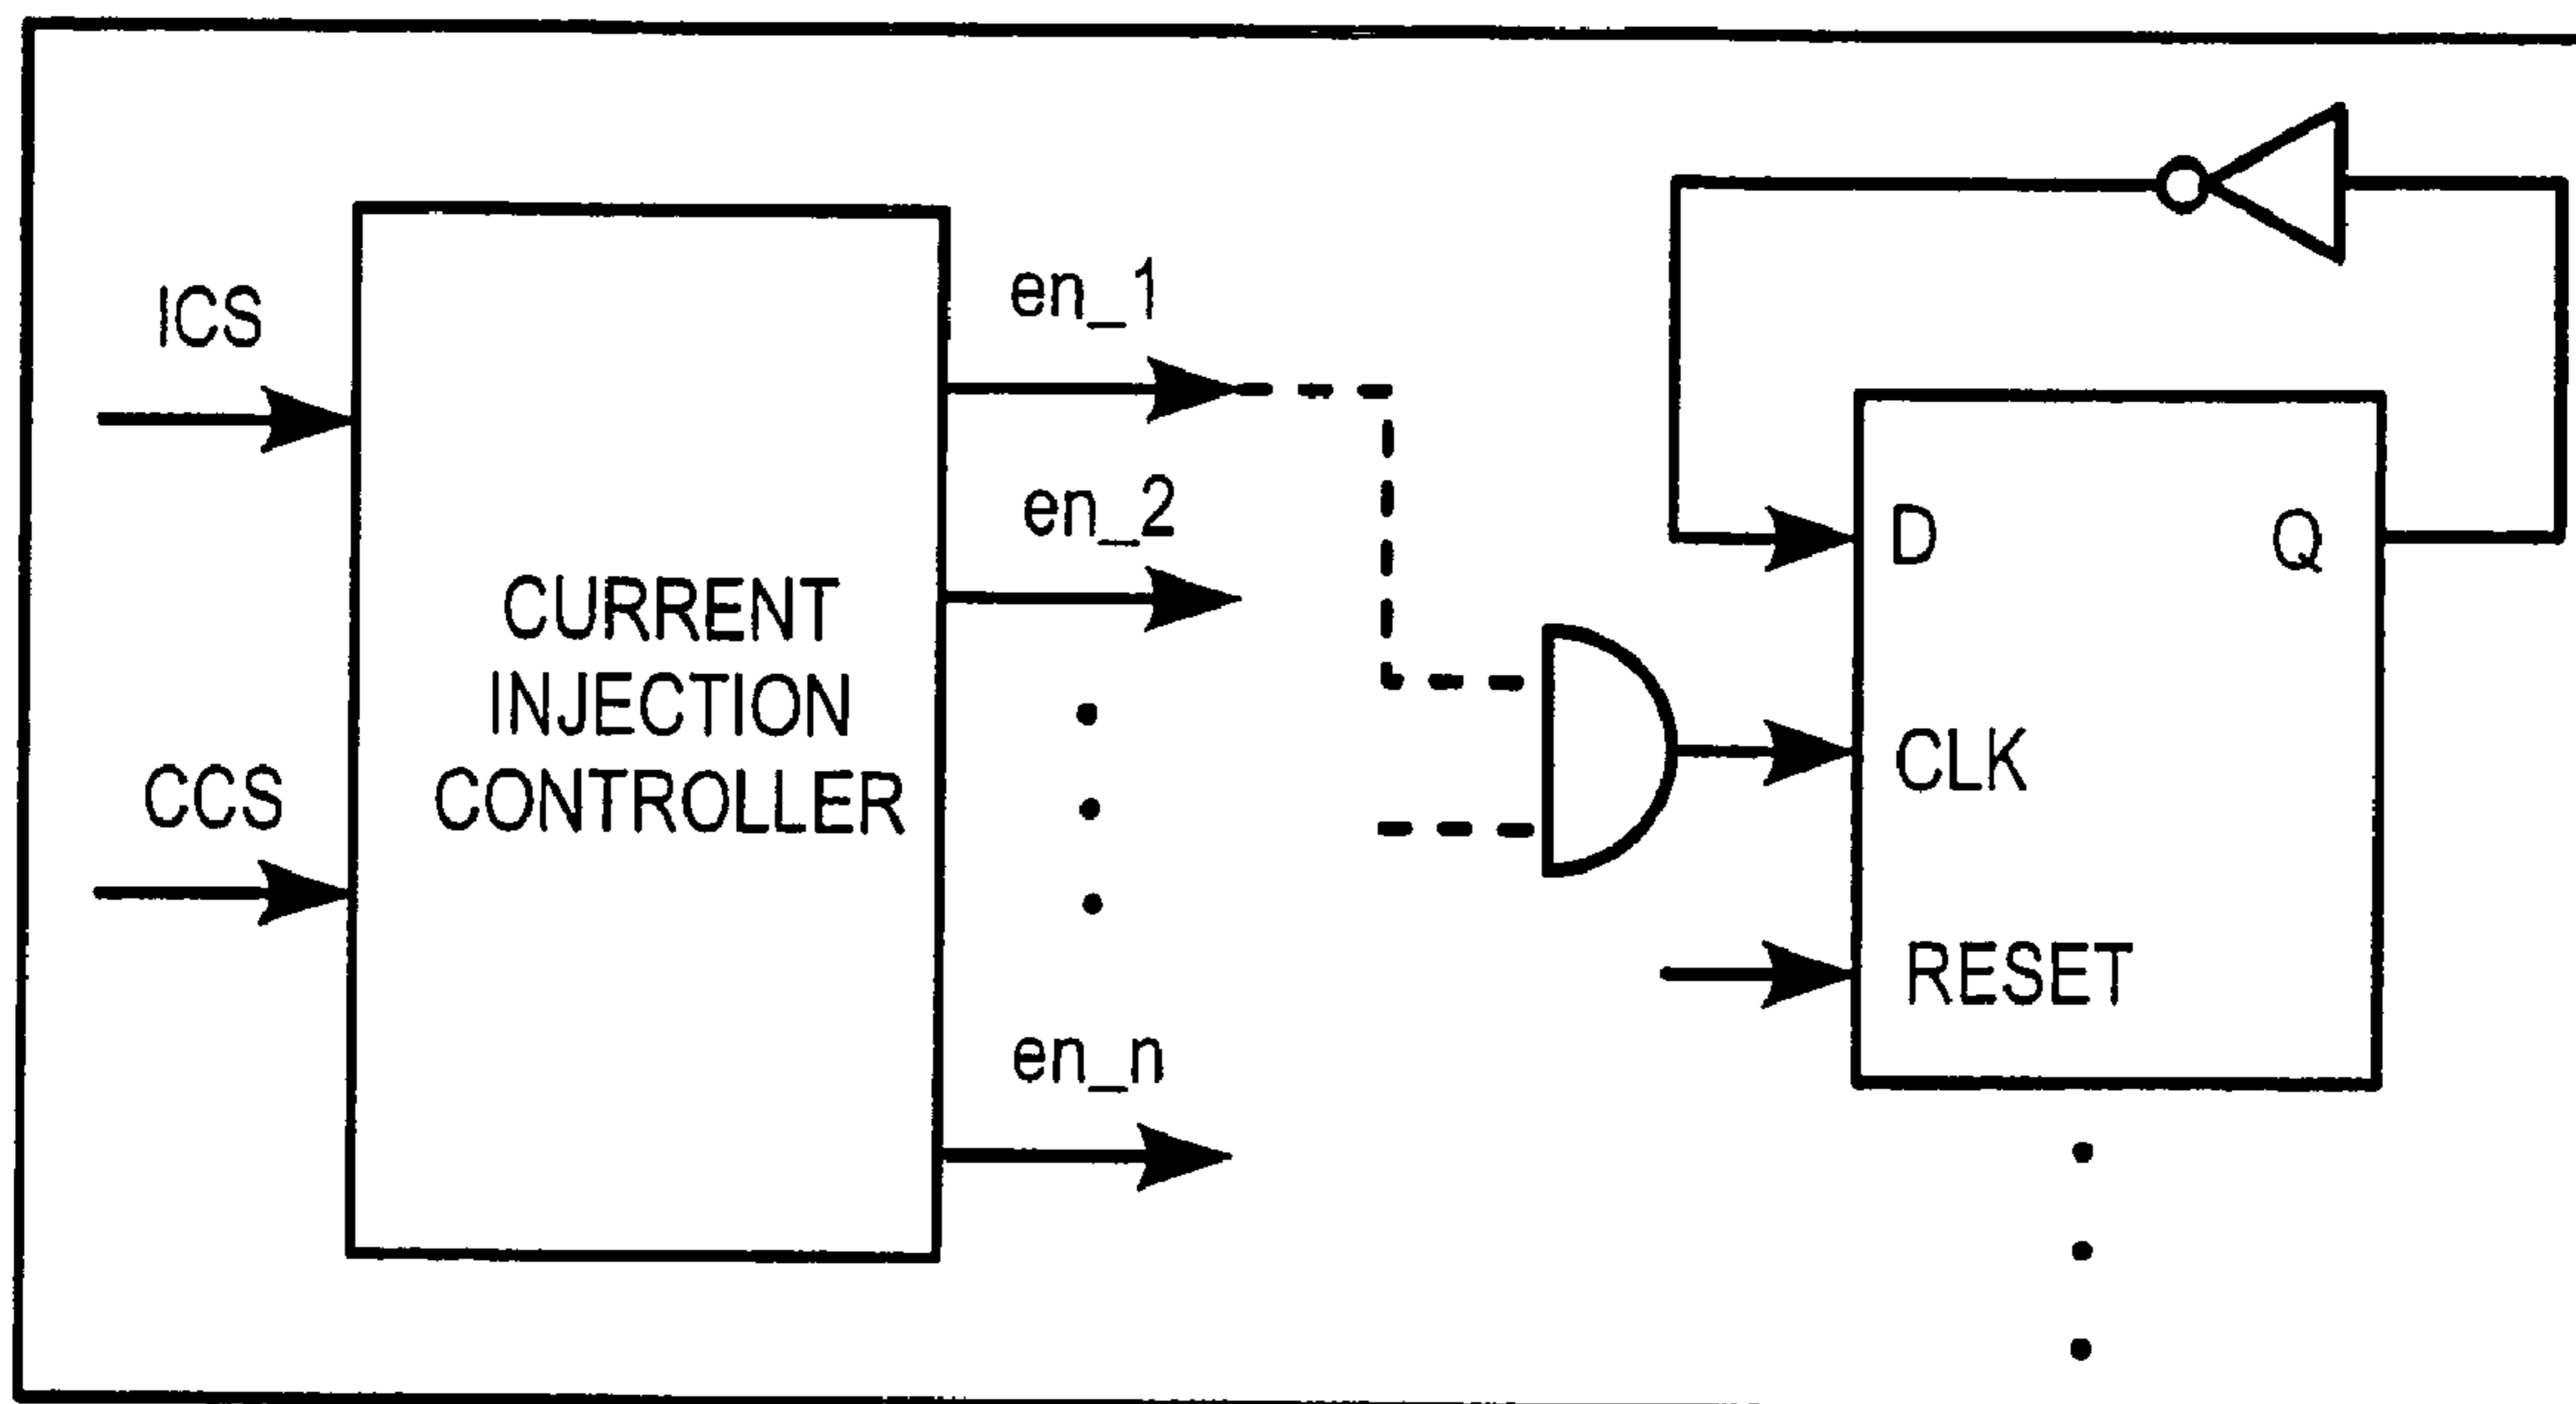 ICS
CCS
CURRENT
INJECTION
CONTROLLER
en_1
en_2
en_n
D
Q
CLK
RESET